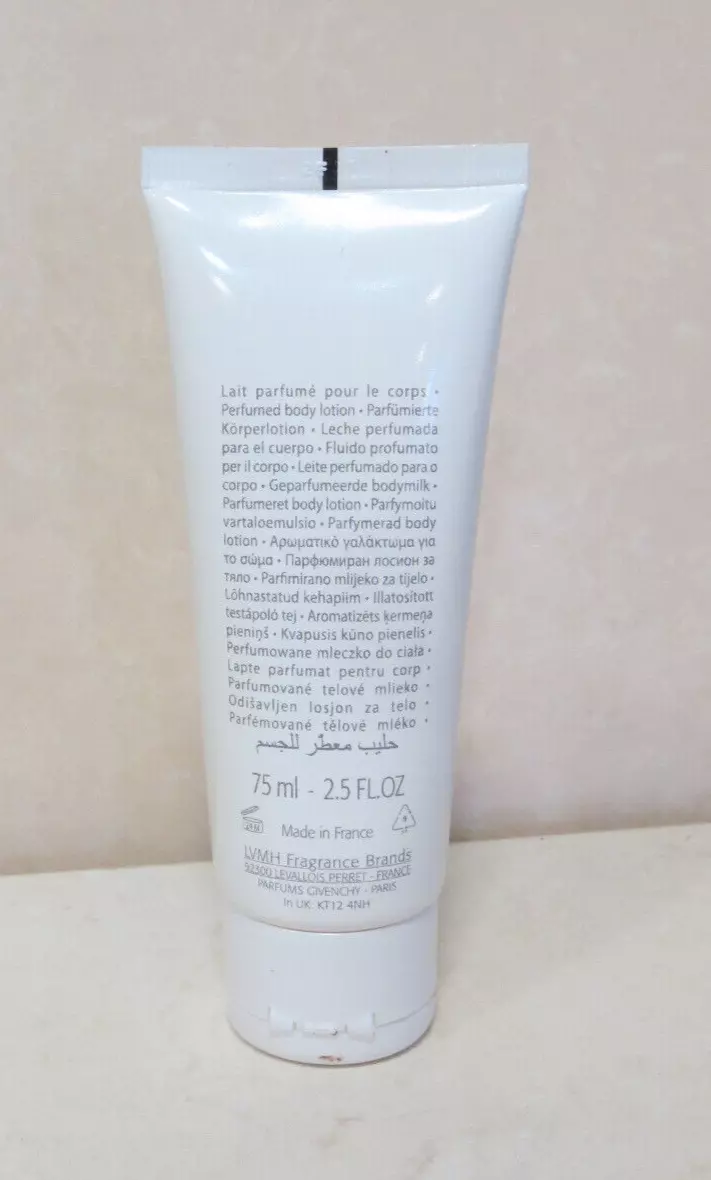 Lait parfumé pour le corps •
Perfumed body lotion • Parfümierte
Körperlotion • Leche perfumada
para el cuerpo • Fluido profumato
per il corpo • Leite perfumado para o
corpo • Geparfumeerde bodymilk •
Parfumeret body lotion • Parfymoitu
vartaloemulsio • Parfymerad body
lotion • Αρωματικό γαλάκτωμα για
το σώμα • Парфюмиран лосион за
тяло • Parfimirano mlijeko za tijelo •
Lõhnastatud kehapiim • Illatosított
testápoló tej • Aromatizēts ķermeņa
pieniņš • Kvapusis kūno pienelis •
Perfumowane mleczko do ciała •
Lapte parfumat pentru corp •
Parfumované telové mlieko •
Odišavljen losjon za telo •
Parfémované tělové mléko •
حليب معطّر للجسم
75 ml - 2.5 FL.OZ
Made in France
LVMH Fragrance Brands
92300 LEVALLOIS PERRET - FRANCE
PARFUMS GIVENCHY - PARIS
In UK: KT12 4NH